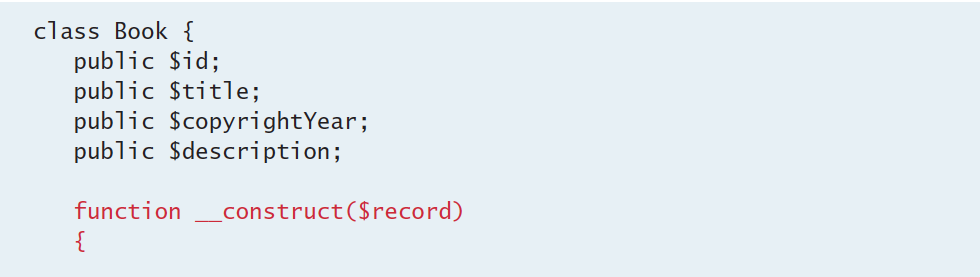 class Book {
public $id;
public $title;
public $copyrightYear;
public $description;
function __construct($record)
{